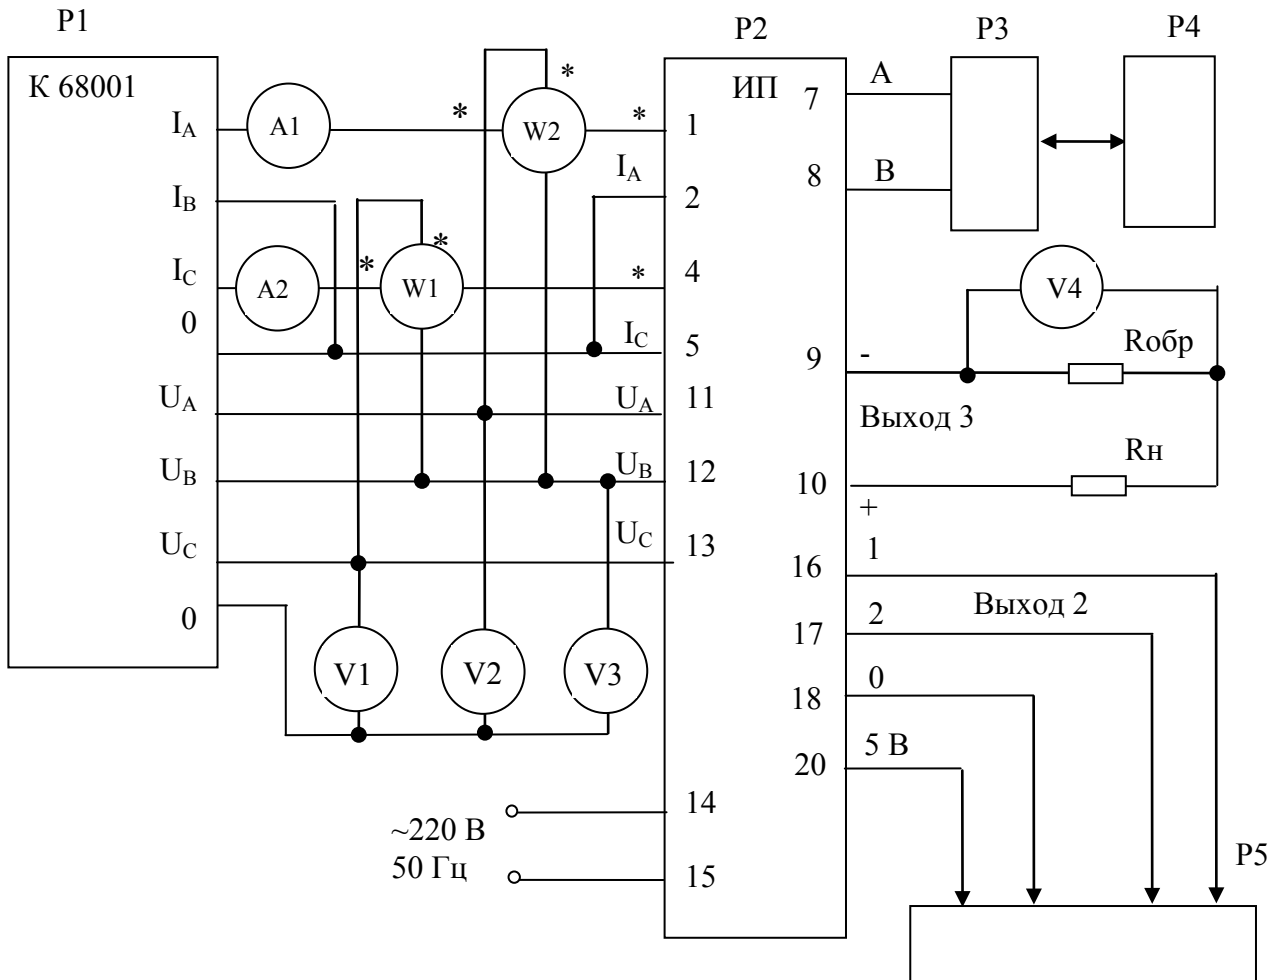 P1
К 68001
I_A
I_B
I_C
0
U_A
U_B
U_C
0
A1
A2
*
W2
*
*
W1
*
*
*
I_A
I_C
U_A
U_B
U_C
V1
V2
V3
~220 В
50 Гц
P2
ИП
1
2
4
5
11
12
13
14
15
7
8
9
10
16
17
18
20
A
B
P3
P4
V4
-
Rобр
Выход 3
Rн
+
1
Выход 2
2
0
5 В
P5